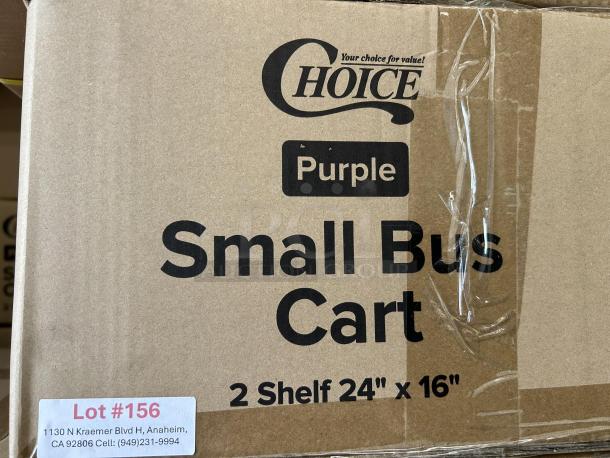 Your choice for value!
CHOICE
Purple
Small Bus
Cart
2 Shelf 24" x 16"
Lot #156
1130 N Kraemer Blvd H, Anaheim,
CA 92806 Cell: (949)231-9994